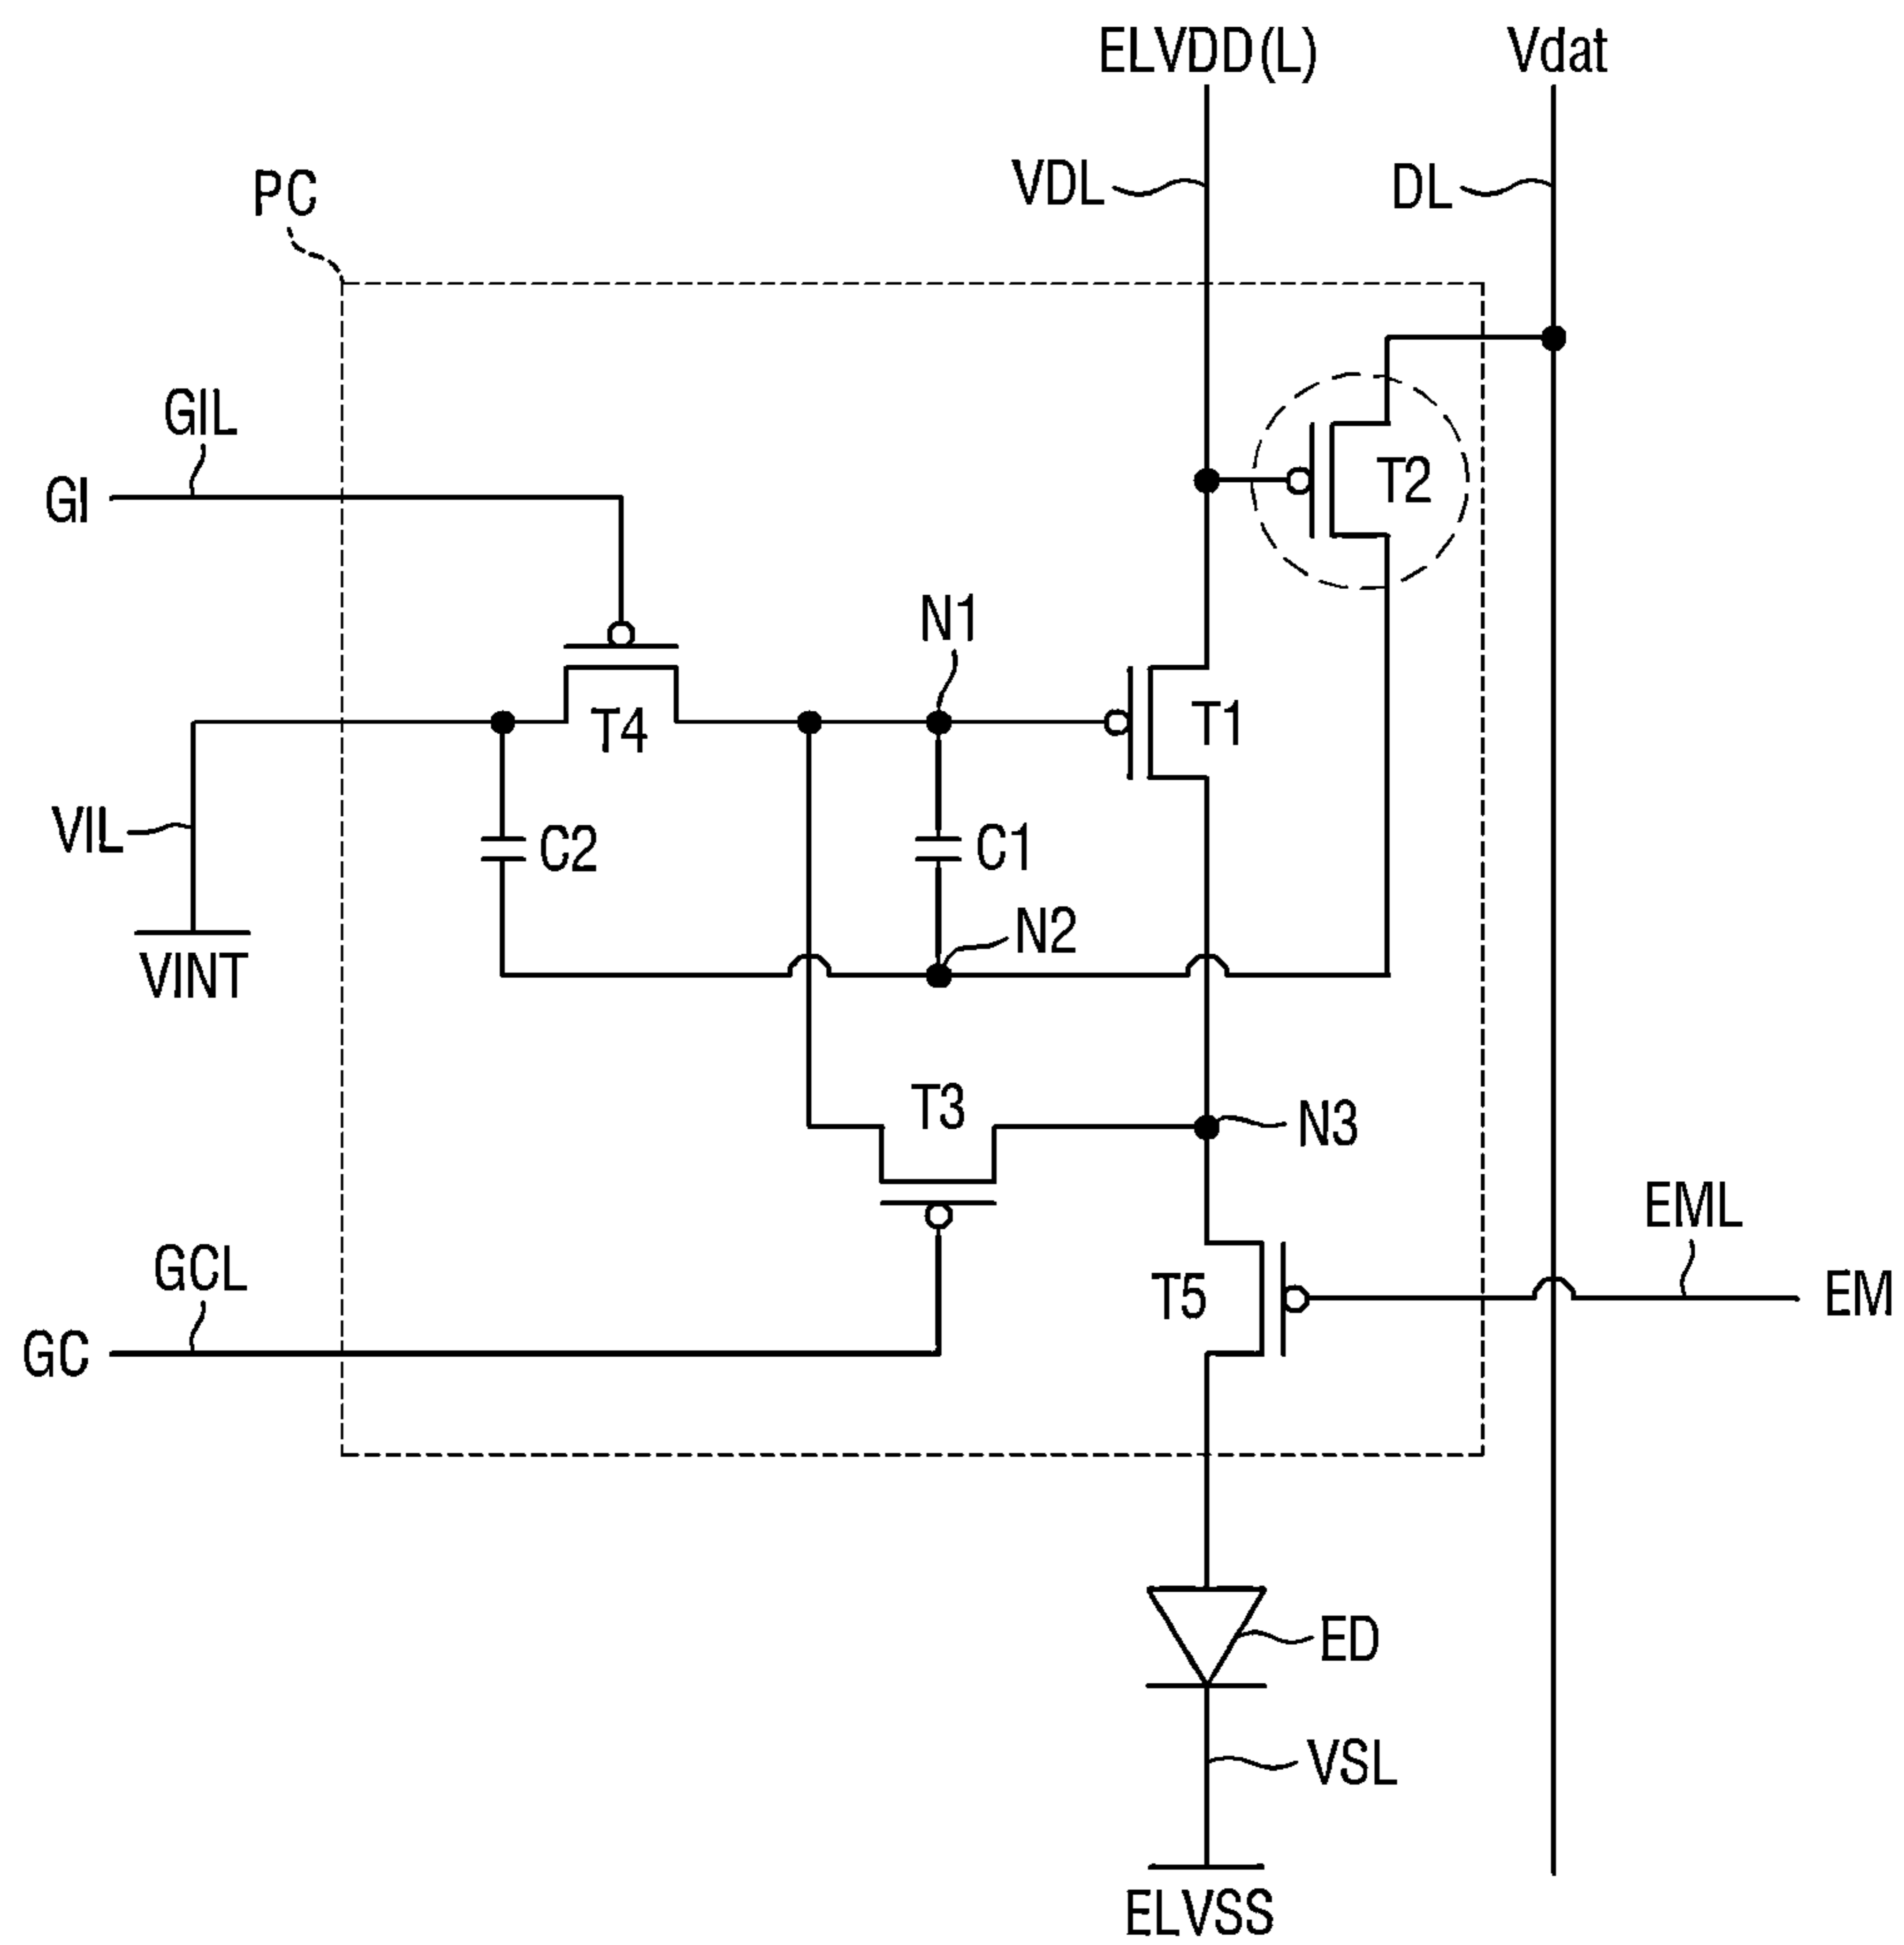 ELVDD(L)
Vdat
VDL
DL
PC
GIL
GI
T2
N1
T4
T1
VIL
C2
C1
N2
VINT
T3
N3
EML
GCL
T5
EM
GC
ED
VSL
ELVSS